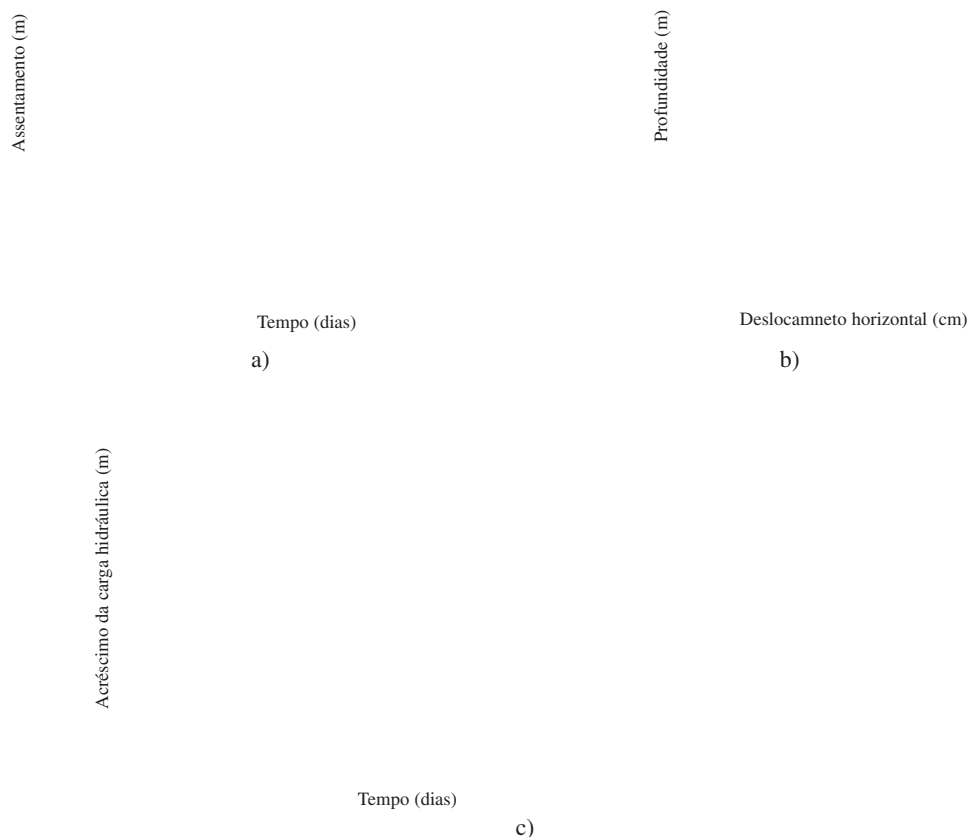 Assentamento (m)
Profundidade (m)
Tempo (dias)
Deslocamneto horizontal (cm)
a)
b)
Acréscimo da carga hidráulica (m)
Tempo (dias)
c)